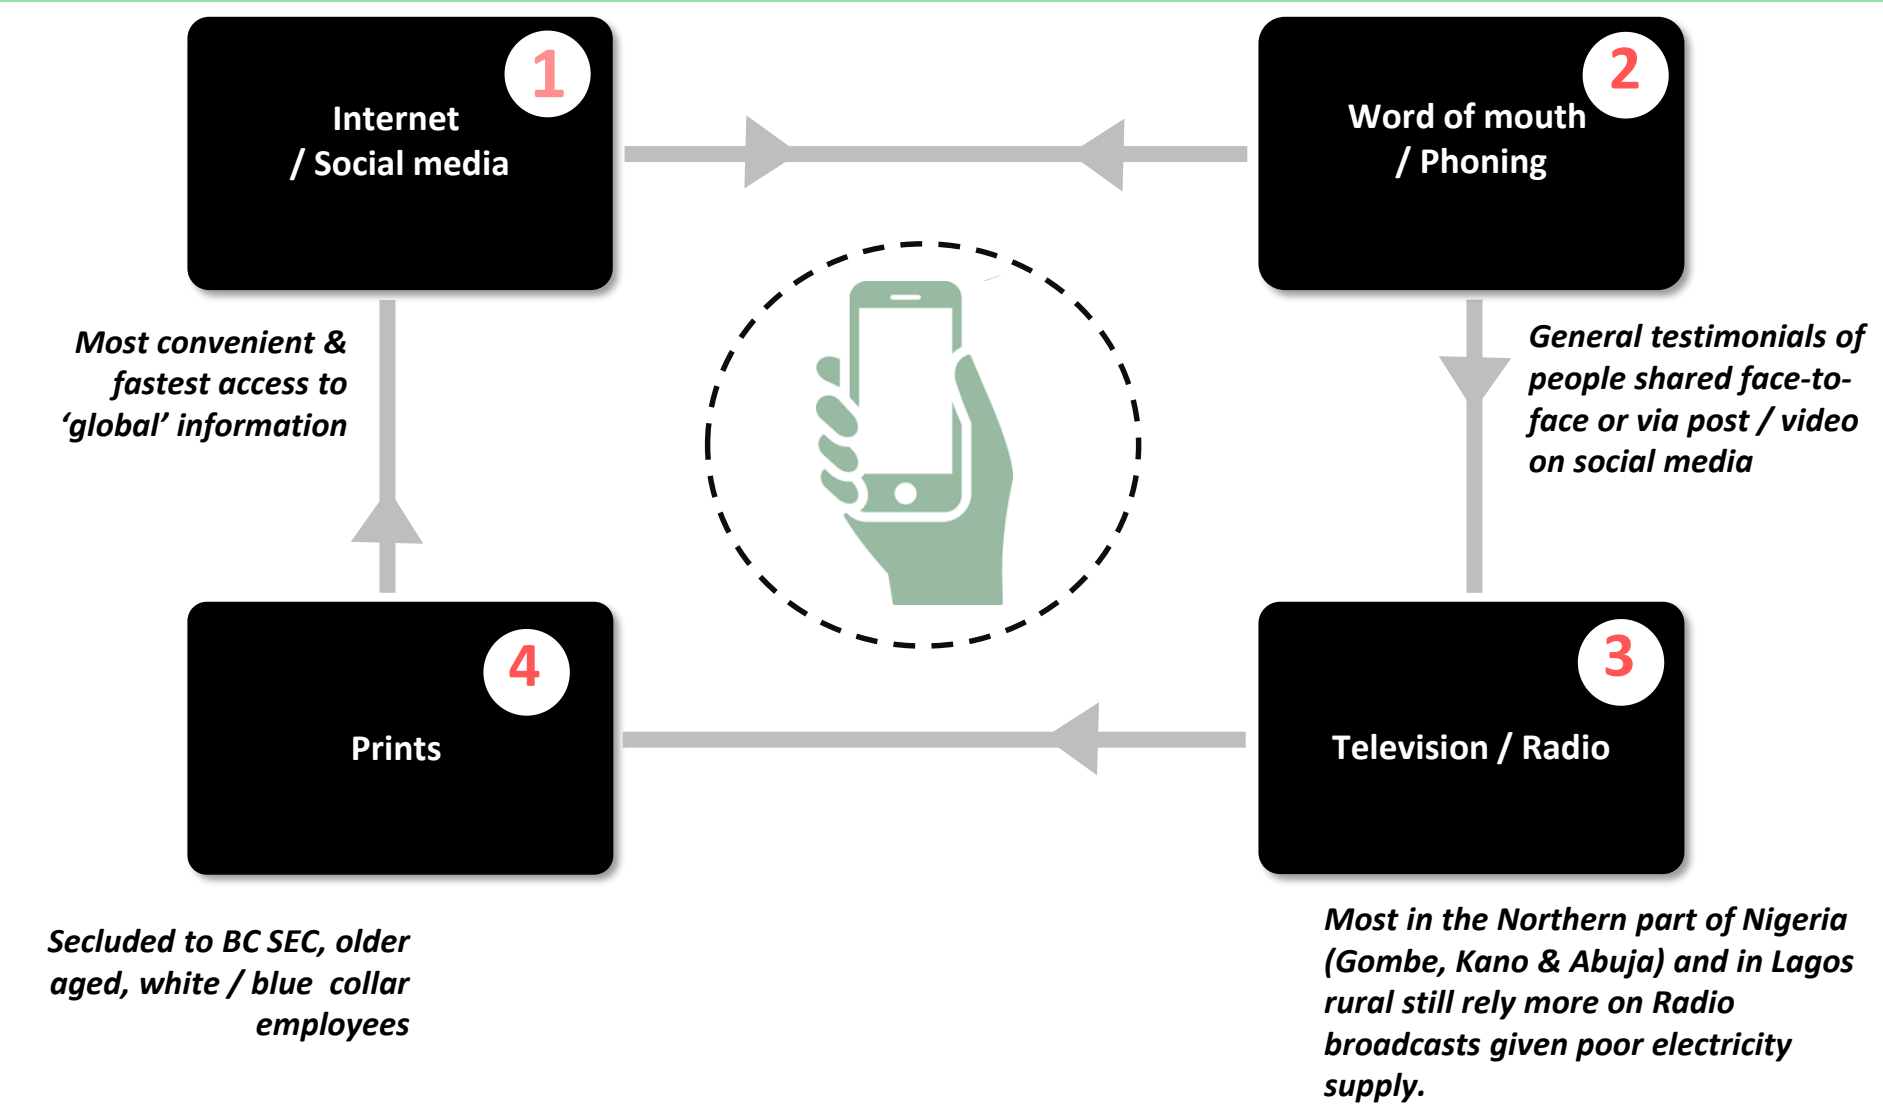 1
Internet
/ Social media
2
Word of mouth
/ Phoning
Most convenient &
fastest access to
‘global’ information
General testimonials of
people shared face-to-
face or via post / video
on social media
4
Prints
3
Television / Radio
Secluded to BC SEC, older
aged, white / blue  collar
employees
Most in the Northern part of Nigeria
(Gombe, Kano & Abuja) and in Lagos
rural still rely more on Radio
broadcasts given poor electricity
supply.